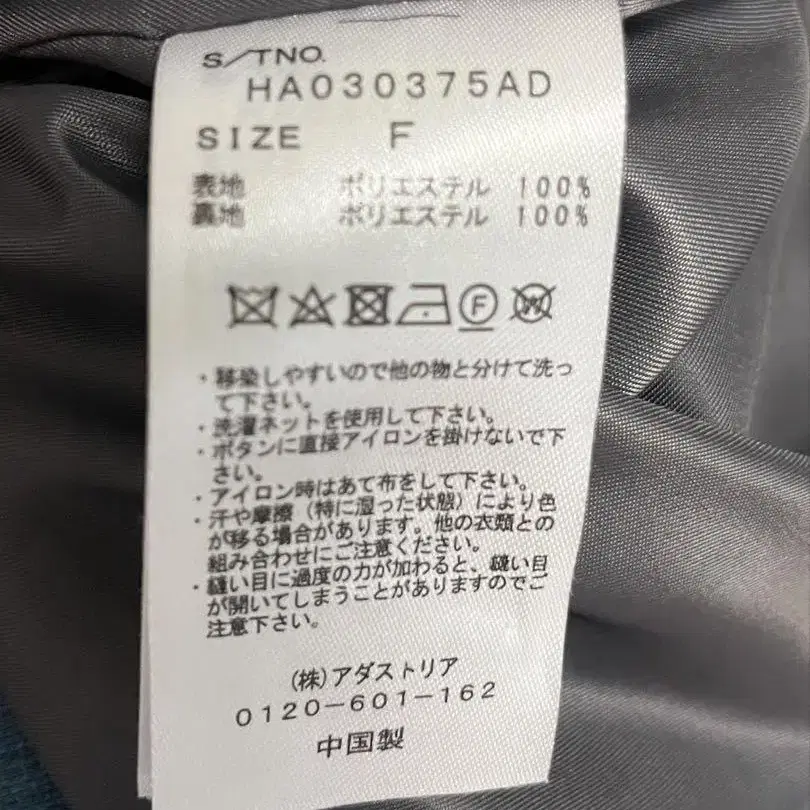 S/TNO.
HA030375AD
SIZE F
表地 ポリエステル 100%
裏地 ポリエステル 100%
F W
・移染しやすいので他の物と分けて洗っ
て下さい。
・洗濯ネットを使用して下さい。
・ボタンに直接アイロンを掛けないで下
さい。
・アイロン時はあて布をして下さい。
・汗や摩擦（特に湿った状態）により色
が移る場合があります。他の衣類との
組み合わせにご注意ください。
・縫い目に過度の力が加わると、縫い目
が開いてしまうことがありますのでご
注意下さい。
(株)アダストリア
0120-601-162
中国製